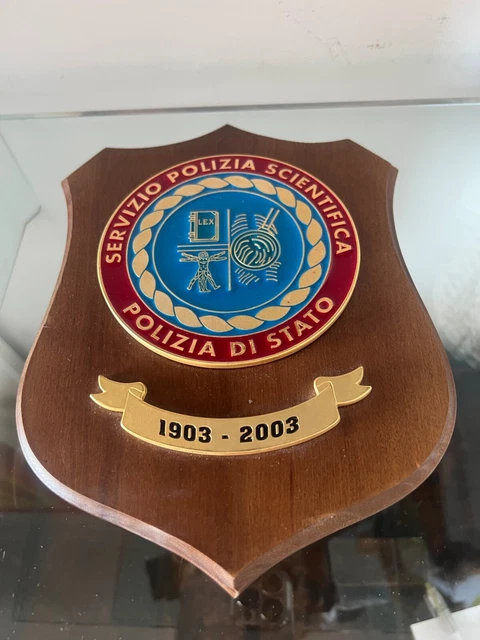 SERVIZIO POLIZIA SCIENTIFICA
LEX
POLIZIA DI STATO
1903 - 2003